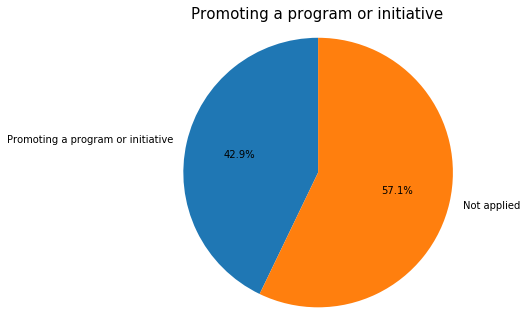 Promoting a program or initiative
Promoting a program or initiative
42.9%
57.1%
Not applied